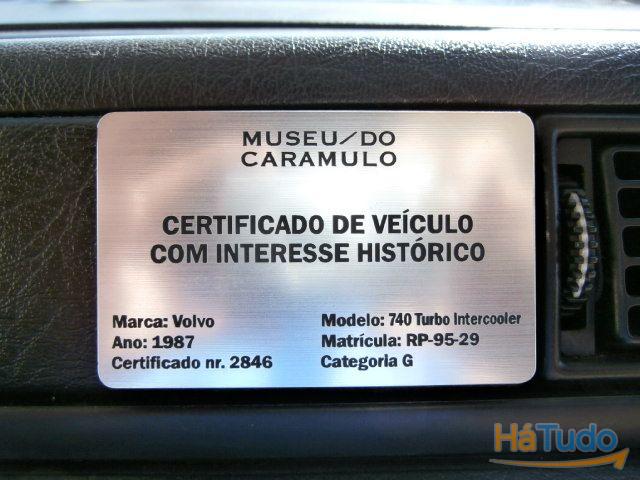 MUSEU/DO
CARAMULO
CERTIFICADO DE VEÍCULO
COM INTERESSE HISTÓRICO
Marca: Volvo
Modelo: 740 Turbo Intercooler
Ano: 1987
Matrícula: RP-95-29
Certificado nr. 2846
Categoria G
HáTudo